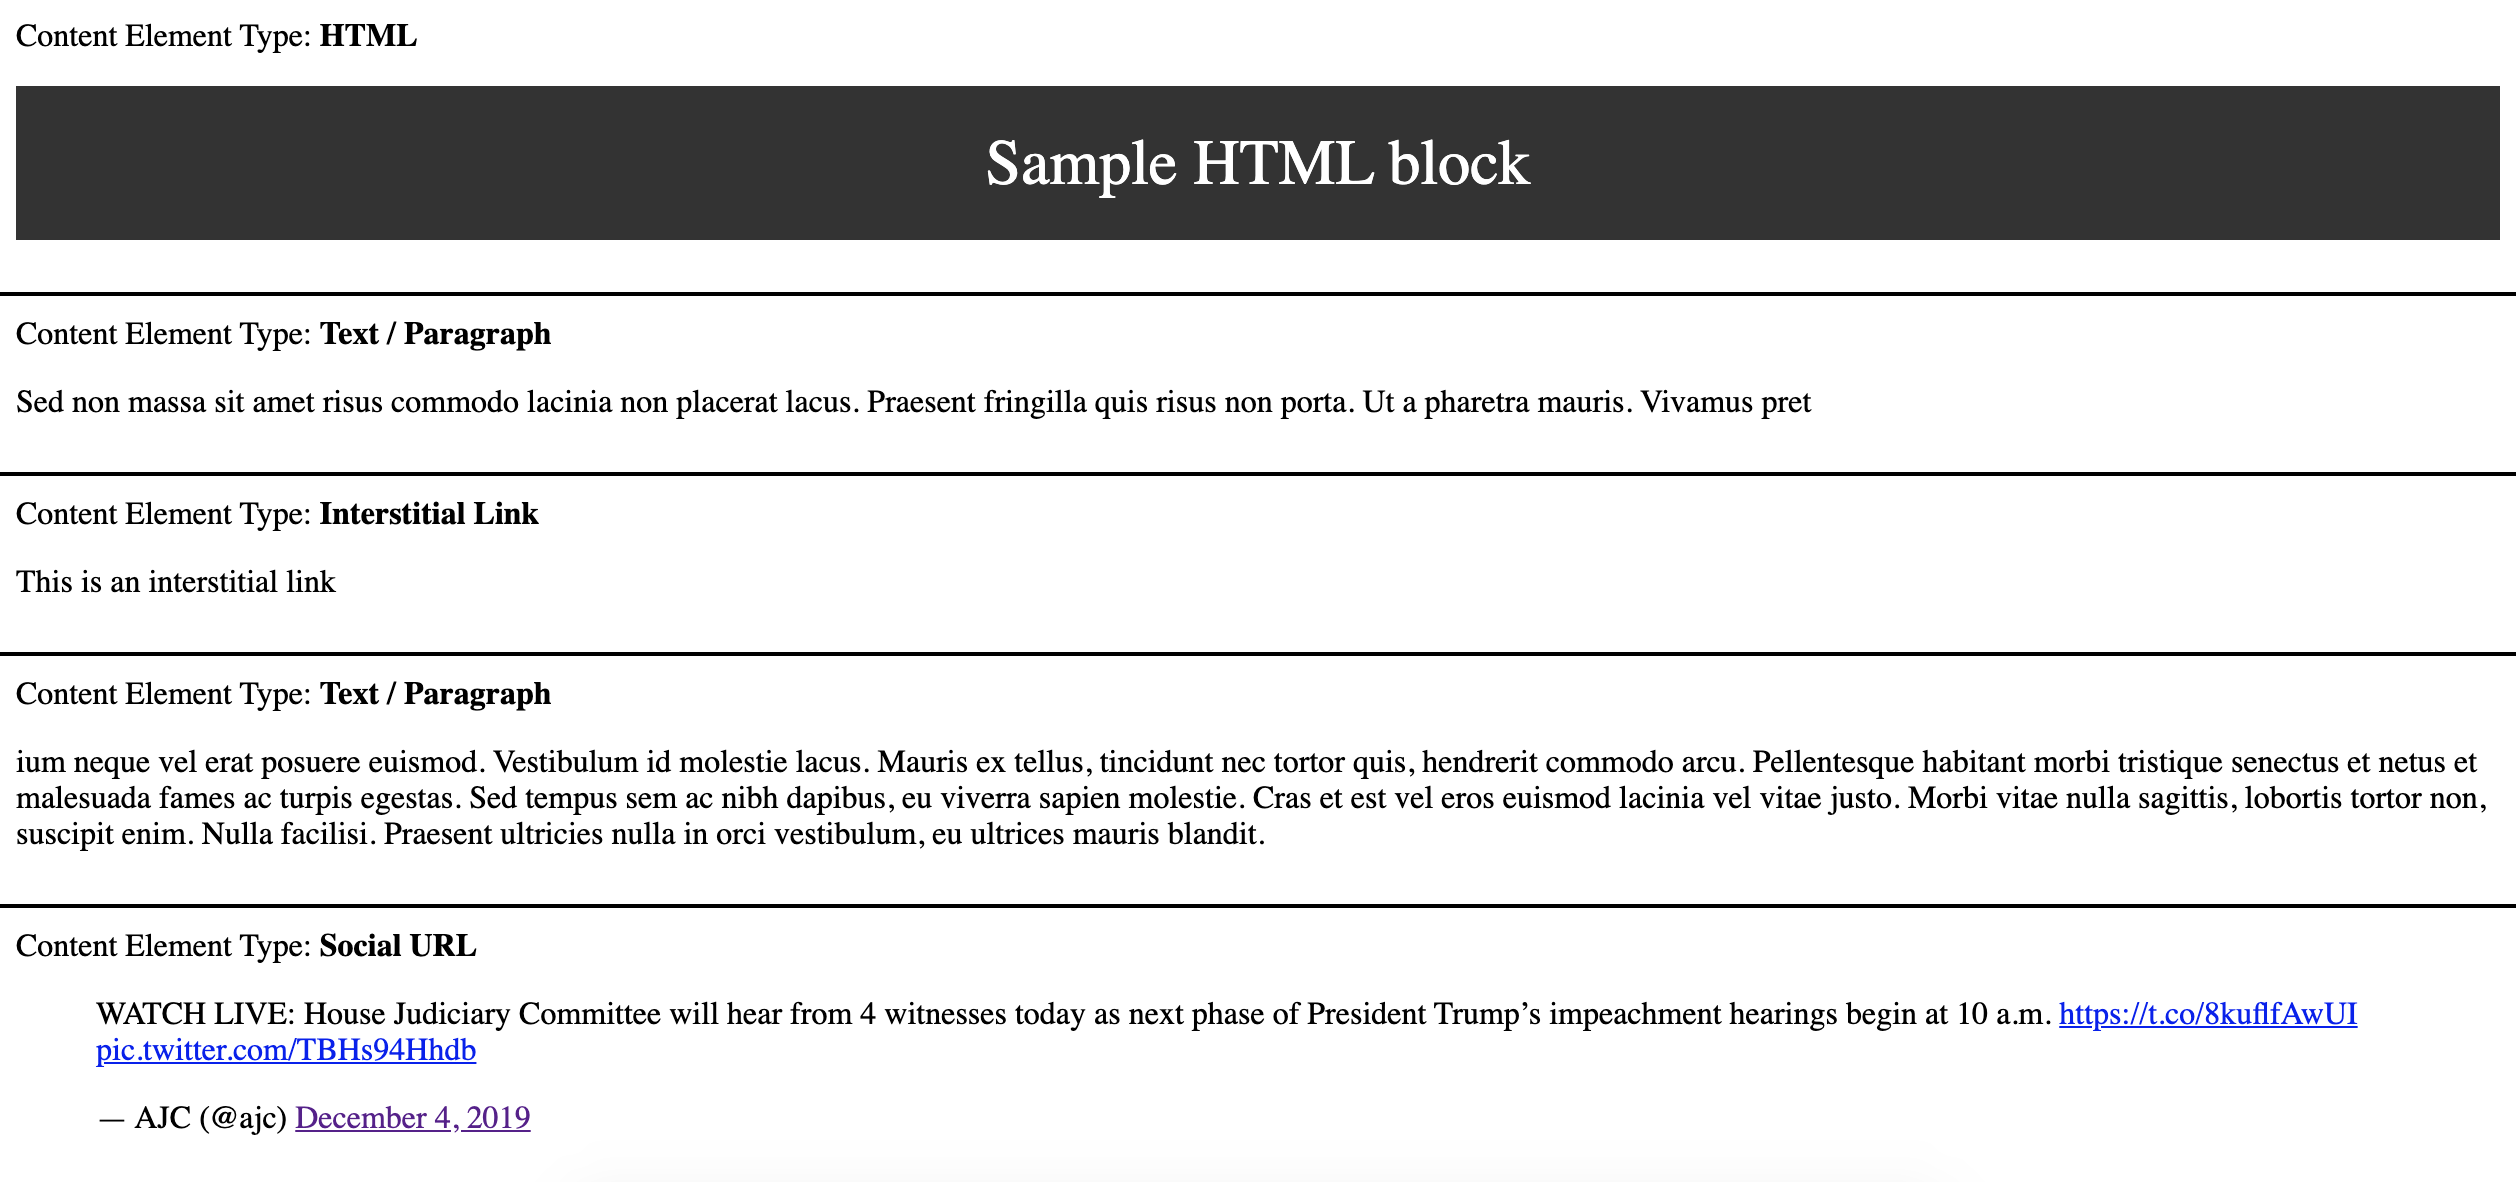 Content Element Type: HTML
Sample HTML block
Content Element Type: Text / Paragraph
Sed non massa sit amet risus commodo lacinia non placerat lacus. Praesent fringilla quis risus non porta. Ut a pharetra mauris. Vivamus pret
Content Element Type: Interstitial Link
This is an interstitial link
Content Element Type: Text / Paragraph
ium neque vel erat posuere euismod. Vestibulum id molestie lacus. Mauris ex tellus, tincidunt nec tortor quis, hendrerit commodo arcu. Pellentesque habitant morbi tristique senectus et netus et
malesuada fames ac turpis egestas. Sed tempus sem ac nibh dapibus, eu viverra sapien molestie. Cras et est vel eros euismod lacinia vel vitae justo. Morbi vitae nulla sagittis, lobortis tortor non,
suscipit enim. Nulla facilisi. Praesent ultricies nulla in orci vestibulum, eu ultrices mauris blandit.
Content Element Type: Social URL
WATCH LIVE: House Judiciary Committee will hear from 4 witnesses today as next phase of President Trump’s impeachment hearings begin at 10 a.m. https://t.co/8kuflfAwUI
pic.twitter.com/TBHs94Hhdb
— AJC (@ajc) December 4, 2019